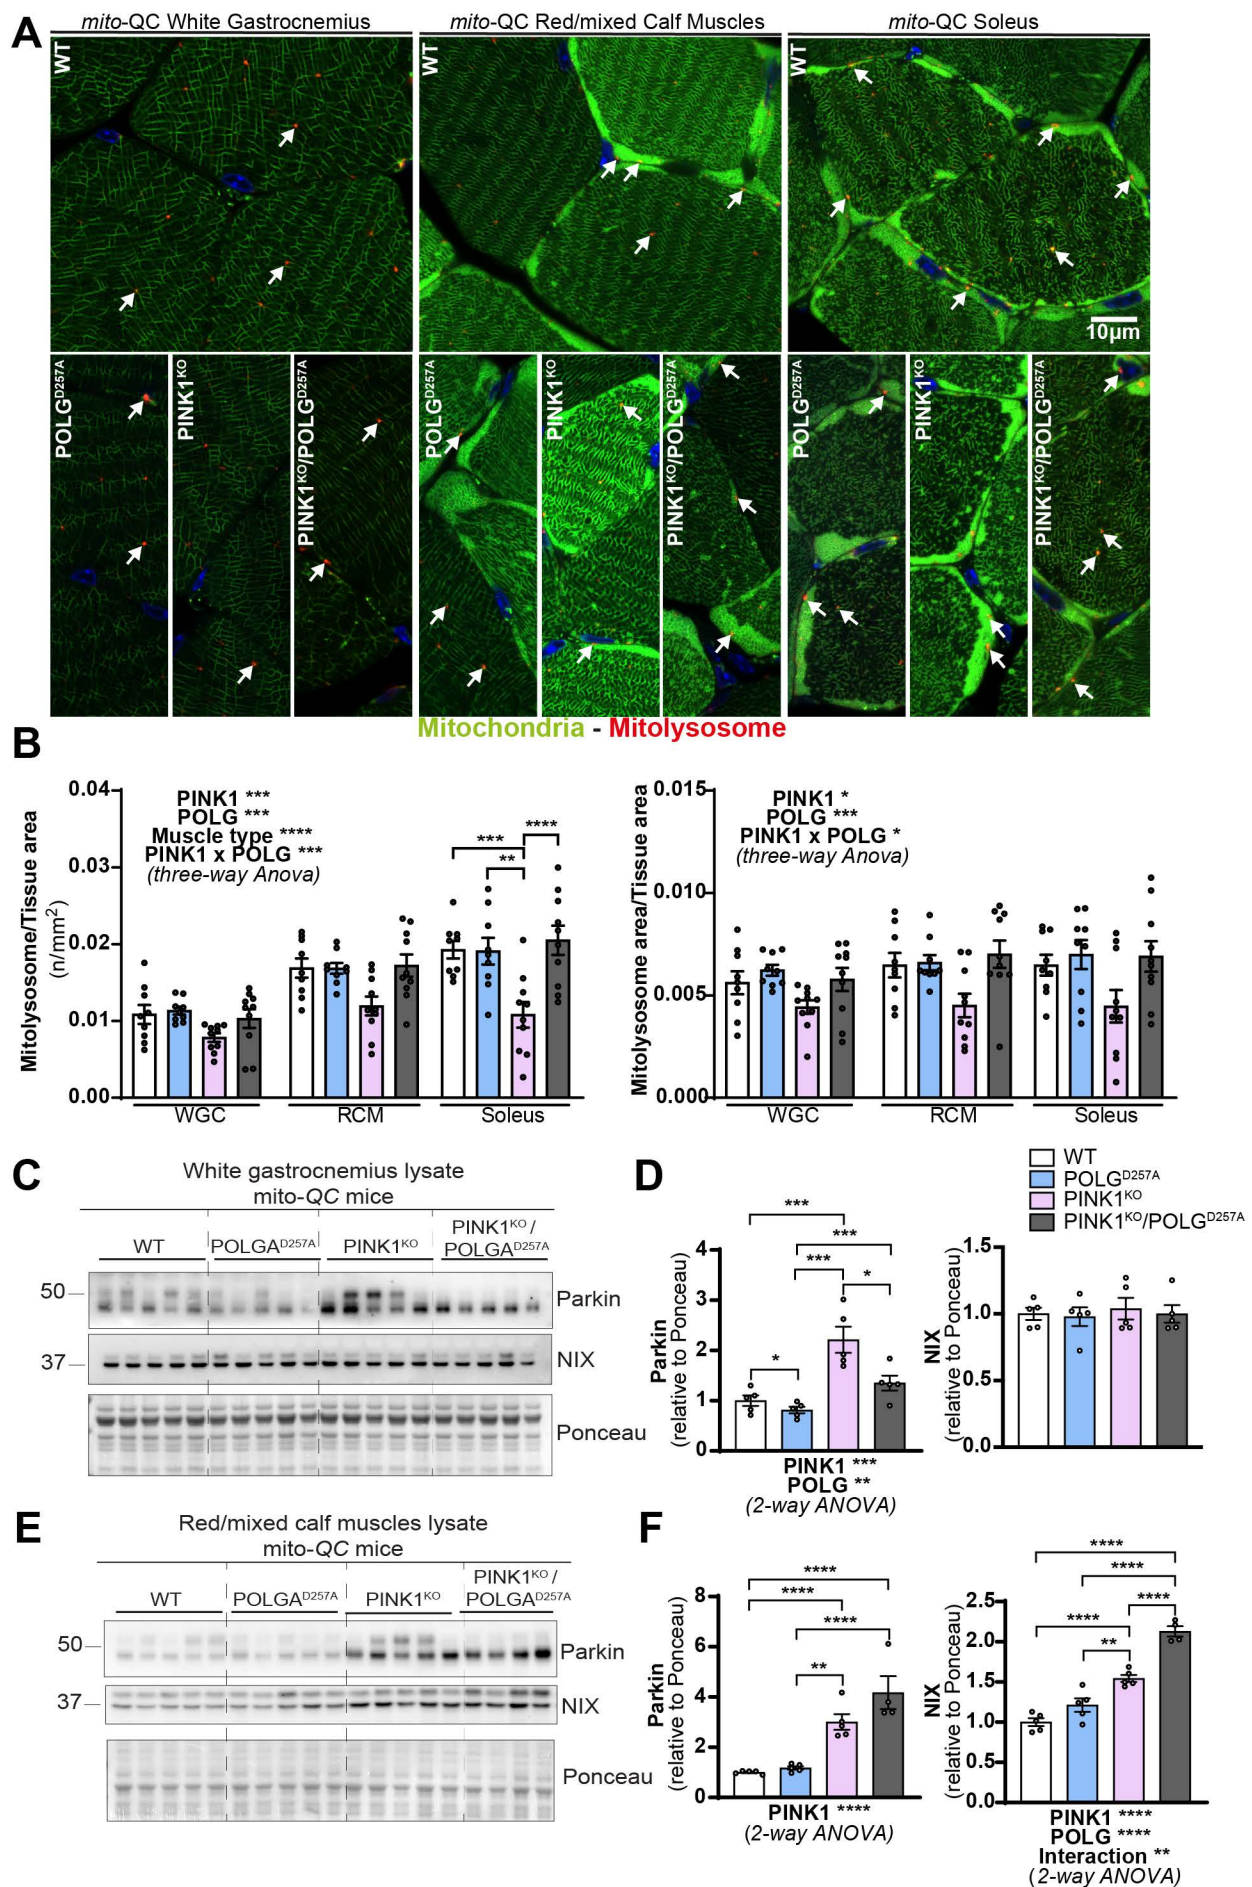 A
mito-QC White Gastrocnemius
mito-QC Red/mixed Calf Muscles
mito-QC Soleus
WT
WT
WT
10μm
POLGD257A
PINK1KO
PINK1KO/POLGD257A
POLGD257A
PINK1KO
PINK1KO/POLGD257A
POLGD257A
PINK1KO
PINK1KO/POLGD257A
Mitochondria - Mitolysosome
B
Mitolysosome/Tissue area
(n/mm2)
0.04
0.03
0.02
0.01
0.00
PINK1 ***
POLG ***
Muscle type ****
PINK1 x POLG ***
(three-way Anova)
***
**
****
WGC
RCM
Soleus
Mitolysosome area/Tissue area
0.015
0.010
0.005
0.000
PINK1 *
POLG ***
PINK1 x POLG *
(three-way Anova)
WGC
RCM
Soleus
C
White gastrocnemius lysate
mito-QC mice
WT
POLGAD257A
PINK1KO
PINK1KO/
POLGAD257A
50
Parkin
37
NIX
Ponceau
D
WT
POLGD257A
PINK1KO
PINK1KO/POLGD257A
Parkin
(relative to Ponceau)
4
3
2
1
0
***
***
***
*
*
PINK1 ***
POLG **
(2-way ANOVA)
NIX
(relative to Ponceau)
1.5
1.0
0.5
0.0
E
Red/mixed calf muscles lysate
mito-QC mice
WT
POLGAD257A
PINK1KO
PINK1KO/
POLGAD257A
50
Parkin
37
NIX
Ponceau
F
Parkin
(relative to Ponceau)
8
6
4
2
0
****
****
****
**
PINK1 ****
(2-way ANOVA)
NIX
(relative to Ponceau)
2.5
2.0
1.5
1.0
0.5
0.0
****
****
****
****
**
PINK1 ****
POLG ****
Interaction **
(2-way ANOVA)